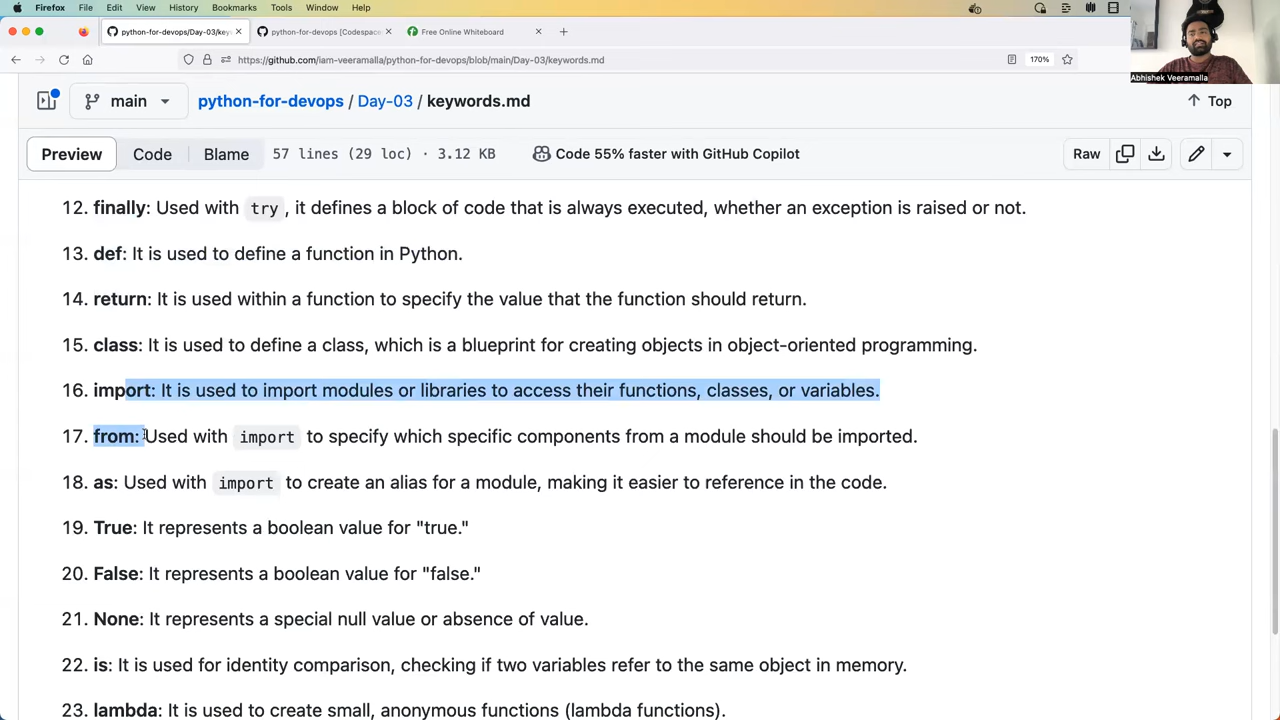 Firefox File Edit View History Bookmarks Tools Window Help
python-for-devops/Day-03/key
python-for-devops [Codespac
Free Online Whiteboard
https://github.com/iam-veeramalla/python-for-devops/blob/main/Day-03/keywords.md
170%
Abhishek Veeramalla
main
python-for-devops / Day-03 / keywords.md
Top
Preview Code Blame 57 lines (29 loc) · 3.12 KB Code 55% faster with GitHub Copilot Raw
12. finally: Used with try, it defines a block of code that is always executed, whether an exception is raised or not.
13. def: It is used to define a function in Python.
14. return: It is used within a function to specify the value that the function should return.
15. class: It is used to define a class, which is a blueprint for creating objects in object-oriented programming.
16. import: It is used to import modules or libraries to access their functions, classes, or variables.
17. from: Used with import to specify which specific components from a module should be imported.
18. as: Used with import to create an alias for a module, making it easier to reference in the code.
19. True: It represents a boolean value for "true."
20. False: It represents a boolean value for "false."
21. None: It represents a special null value or absence of value.
22. is: It is used for identity comparison, checking if two variables refer to the same object in memory.
23. lambda: It is used to create small, anonymous functions (lambda functions).